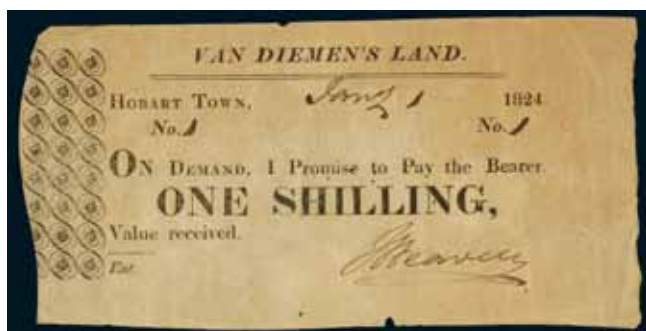 VAN DIEMEN'S LAND.
HOBART TOWN, Jany 1 1824
No. 1 No. 1
ON DEMAND, I Promise to Pay the Bearer
ONE SHILLING,
Value received.
Ent.